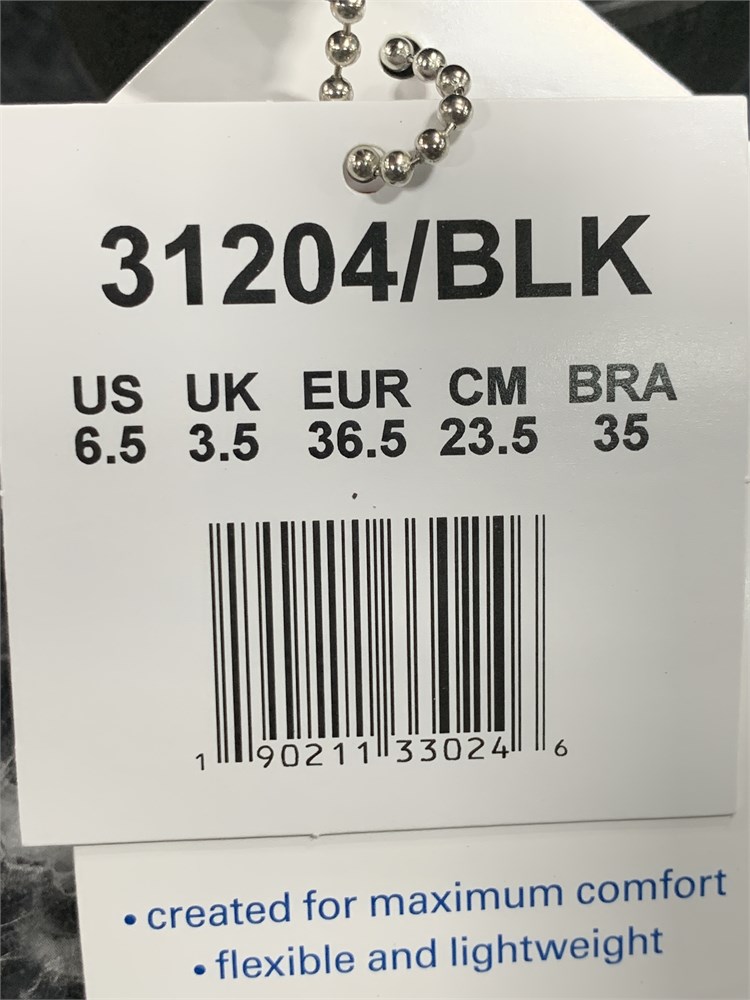 31204/BLK
US UK EUR CM BRA
6.5 3.5 36.5 23.5 35
1 90211 33024 6
• created for maximum comfort
• flexible and lightweight